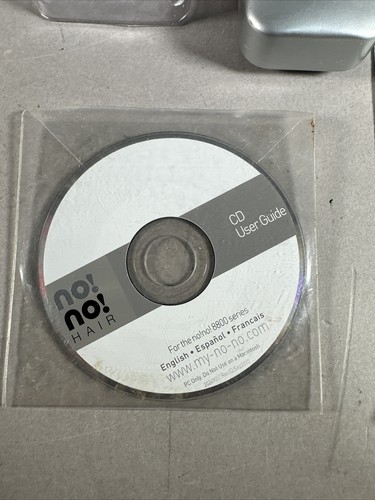 CD
User Guide
no!
no!
HAIR
For the no!no! 8800 series
English • Español • Francais
www.my-no-no.com
PC Only. Do Not Use on a Macintosh